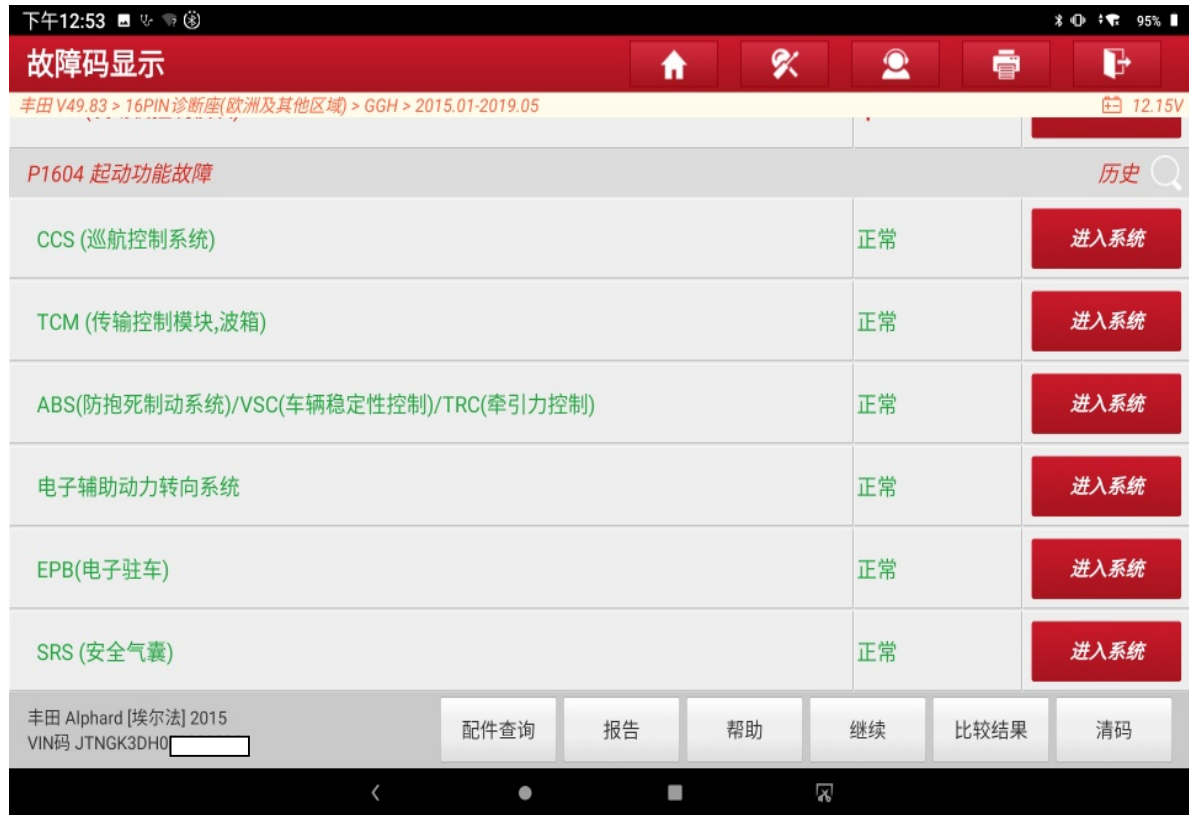 下午12:53
95%
故障码显示
丰田 V49.83 > 16PIN诊断座(欧洲及其他区域) > GGH > 2015.01-2019.05
12.15V
P1604 起动功能故障
历史
CCS (巡航控制系统)
正常
进入系统
TCM (传输控制模块,波箱)
正常
进入系统
ABS(防抱死制动系统)/VSC(车辆稳定性控制)/TRC(牵引力控制)
正常
进入系统
电子辅助动力转向系统
正常
进入系统
EPB(电子驻车)
正常
进入系统
SRS (安全气囊)
正常
进入系统
丰田 Alphard [埃尔法] 2015
VIN码 JTNGK3DH0
配件查询
报告
帮助
继续
比较结果
清码